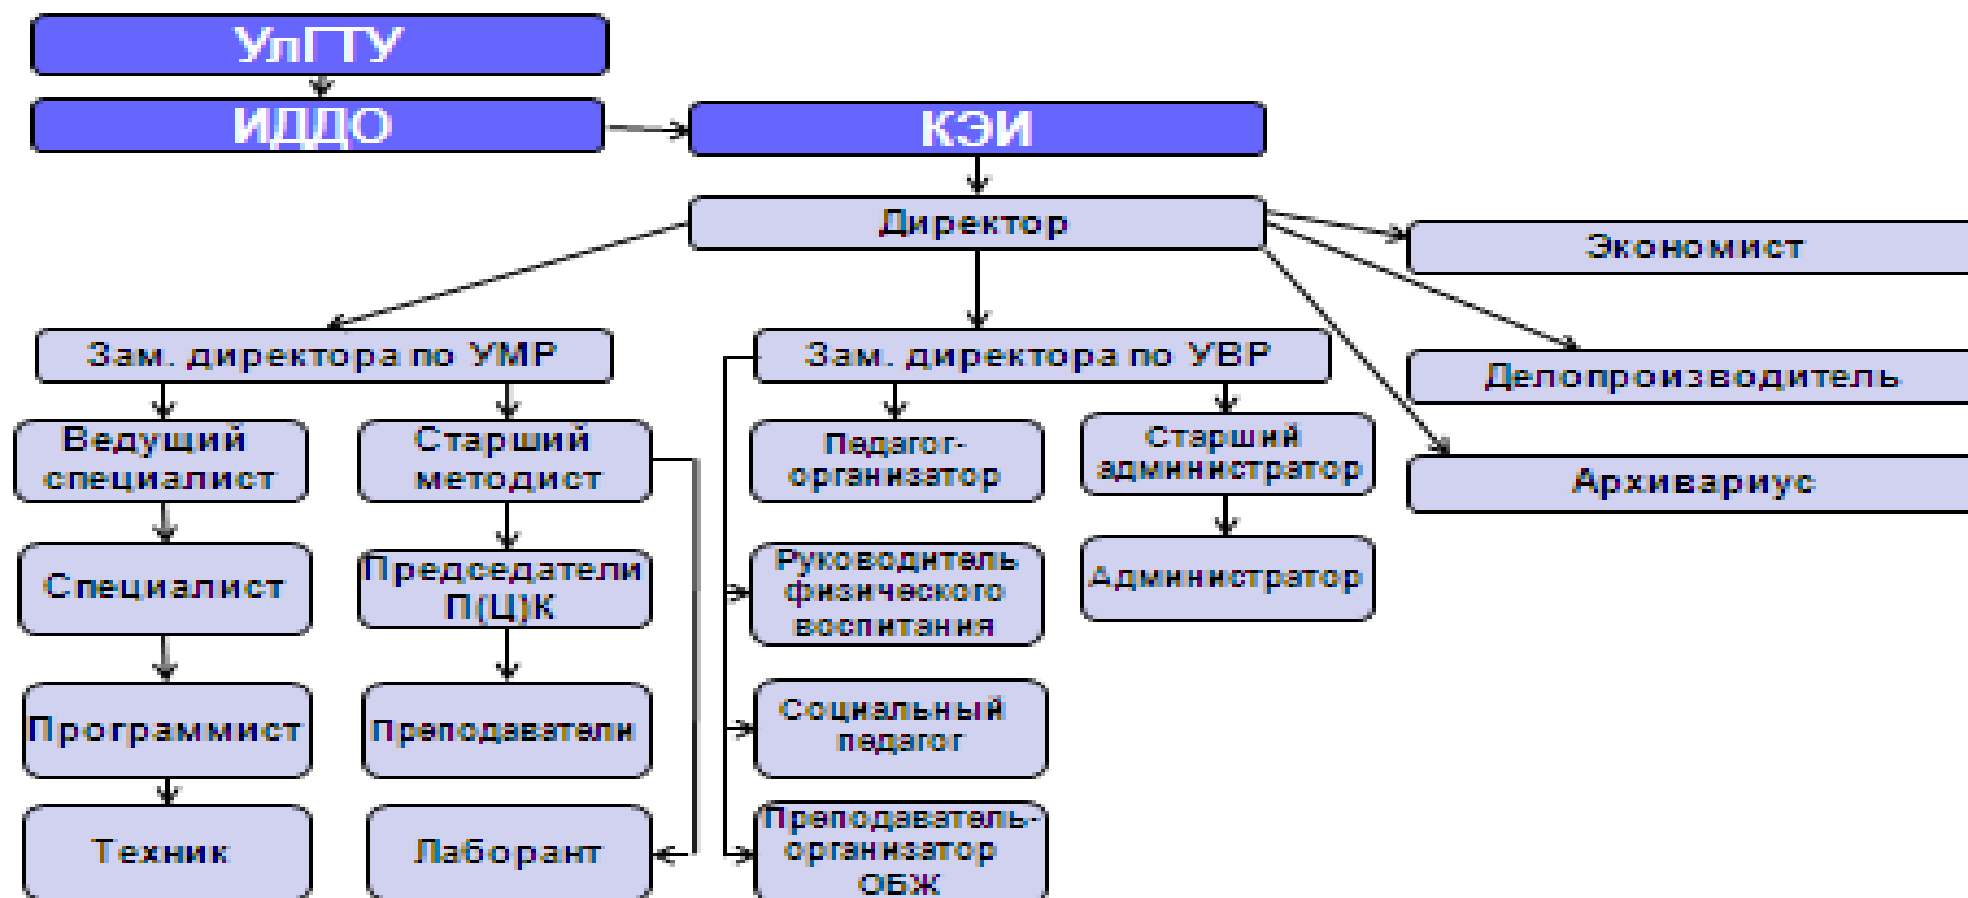 УлГТУ
ИДДО
КЭИ
Директор
Экономист
Зам. директора по УМР
Зам. директора по УВР
Делопроизводитель
Ведущий
специалист
Старший
методист
Педагог-
организатор
Старший
администратор
Архивариус
Специалист
Председатели
П(Ц)К
Руководитель
физического
воспитания
Администратор
Программист
Преподаватели
Социальный
педагог
Техник
Лаборант
Преподаватель-
организатор
ОБЖ